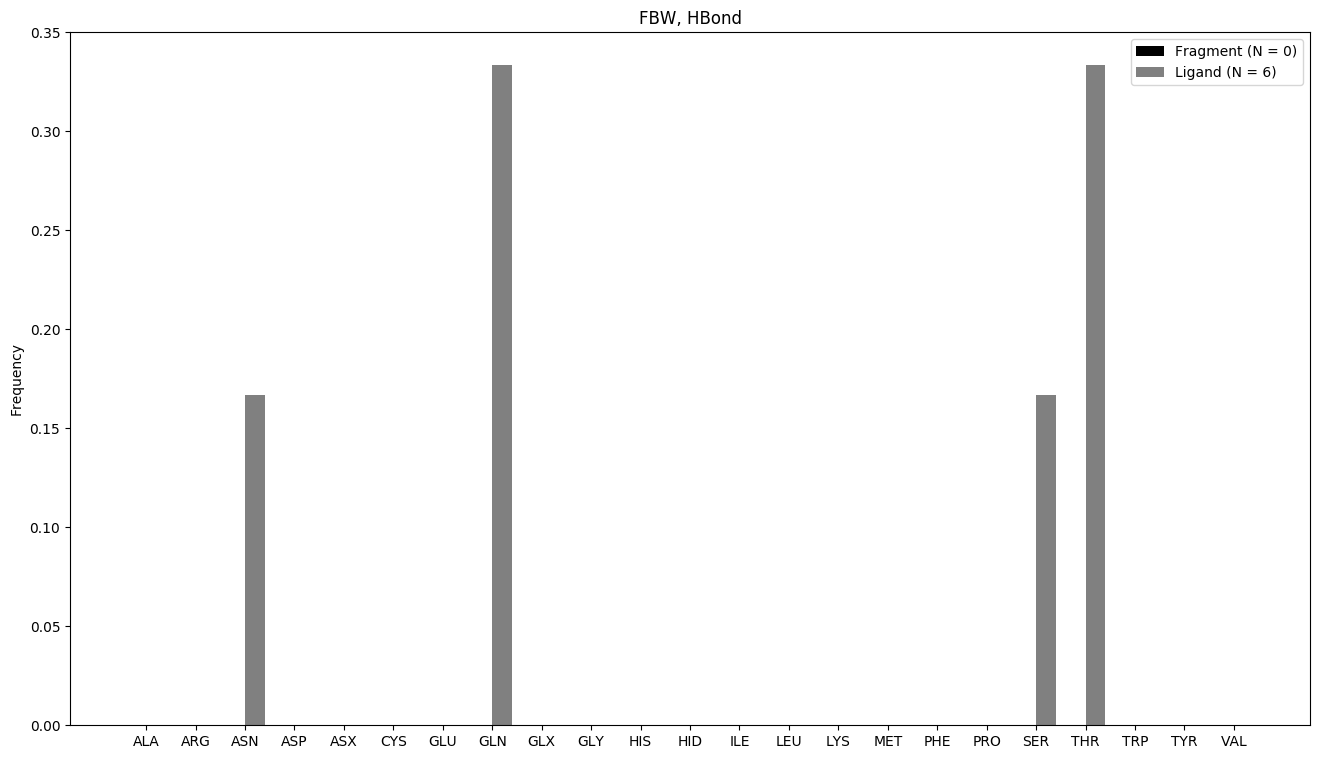 FBW, HBond
Fragment (N = 0)
Ligand (N = 6)
Frequency
0.35
0.30
0.25
0.20
0.15
0.10
0.05
0.00
ALA ARG ASN ASP ASX CYS GLU GLN GLX GLY HIS HID ILE LEU LYS MET PHE PRO SER THR TRP TYR VAL